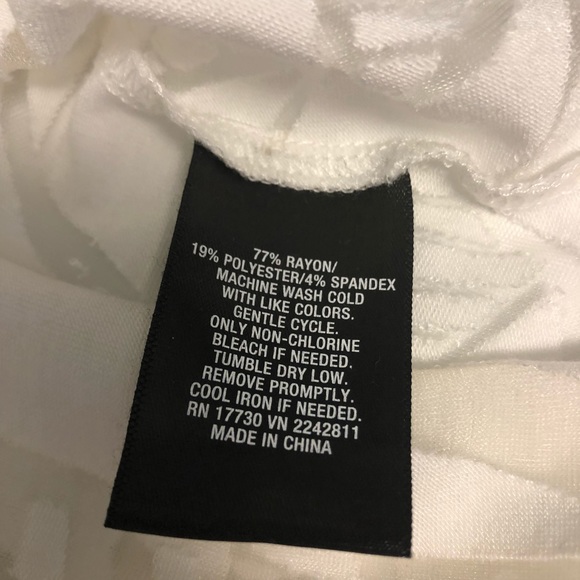 77% RAYON/
19% POLYESTER/4% SPANDEX
MACHINE WASH COLD
WITH LIKE COLORS.
GENTLE CYCLE.
ONLY NON-CHLORINE
BLEACH IF NEEDED.
TUMBLE DRY LOW.
REMOVE PROMPTLY.
COOL IRON IF NEEDED.
RN 17730 VN 2242811
MADE IN CHINA